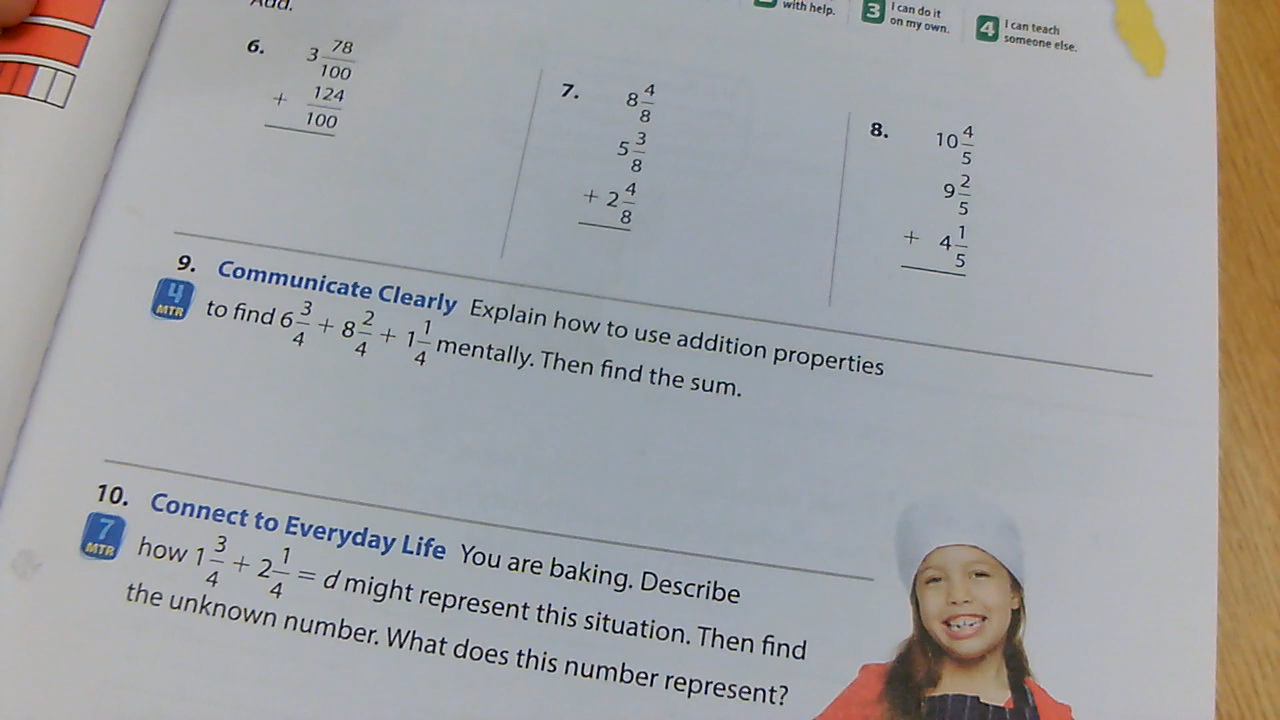 Add.
with help.
3 I can do it
on my own.
4 I can teach
someone else.
6. 3 78/100
+ 124/100
7. 8 4/8
5 3/8
+ 2 4/8
8. 10 4/5
9 2/5
+ 4 1/5
9. Communicate Clearly Explain how to use addition properties
4 MTR
to find 6 3/4 + 8 2/4 + 1 1/4 mentally. Then find the sum.
10. Connect to Everyday Life You are baking. Describe
7 MTR
how 1 3/4 + 2 1/4 = d might represent this situation. Then find
the unknown number. What does this number represent?